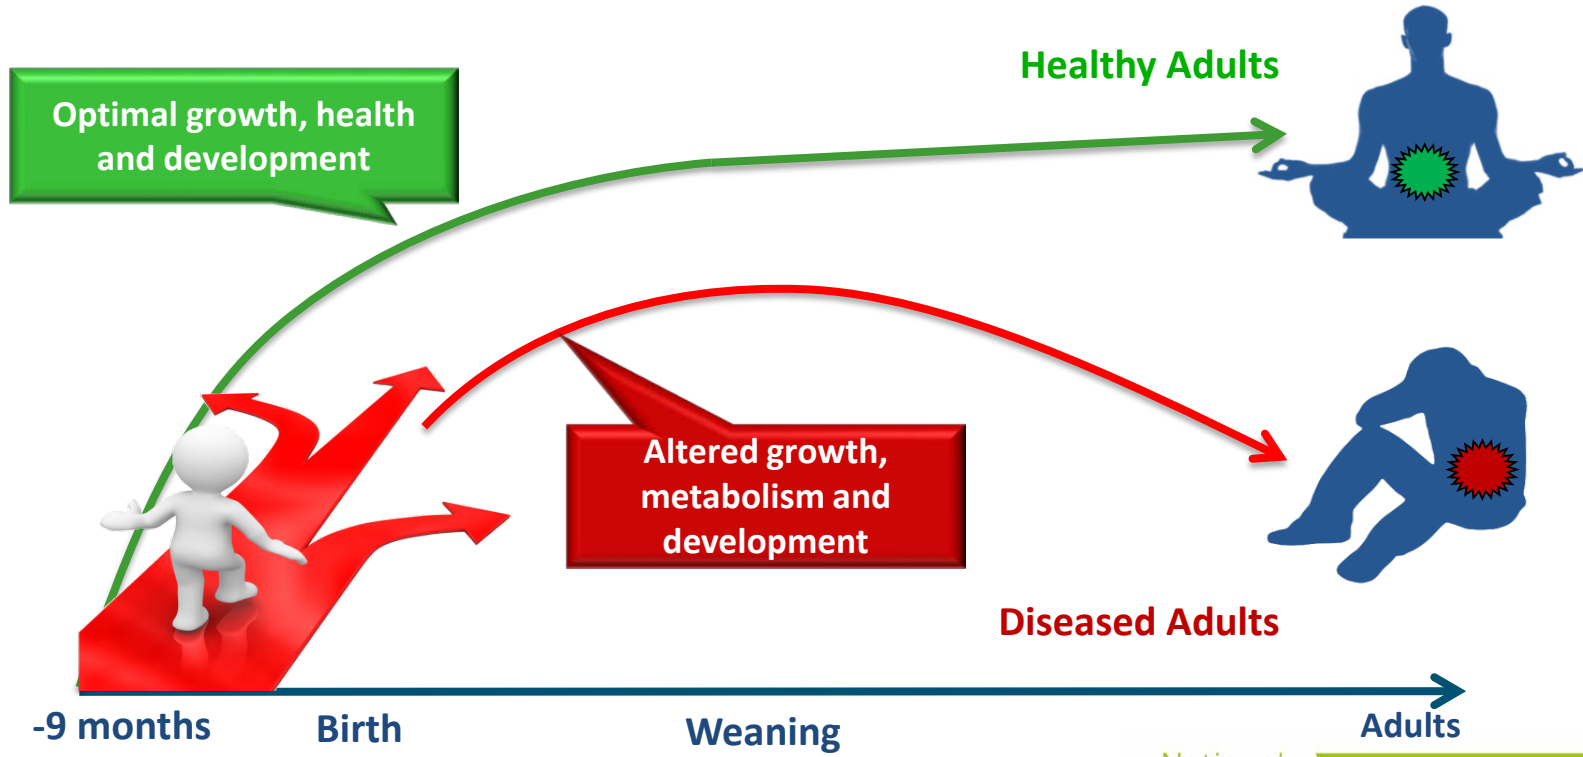 Healthy Adults
Optimal growth, health
and development
Altered growth,
metabolism and
development
Diseased Adults
-9 months
Birth
Weaning
Adults